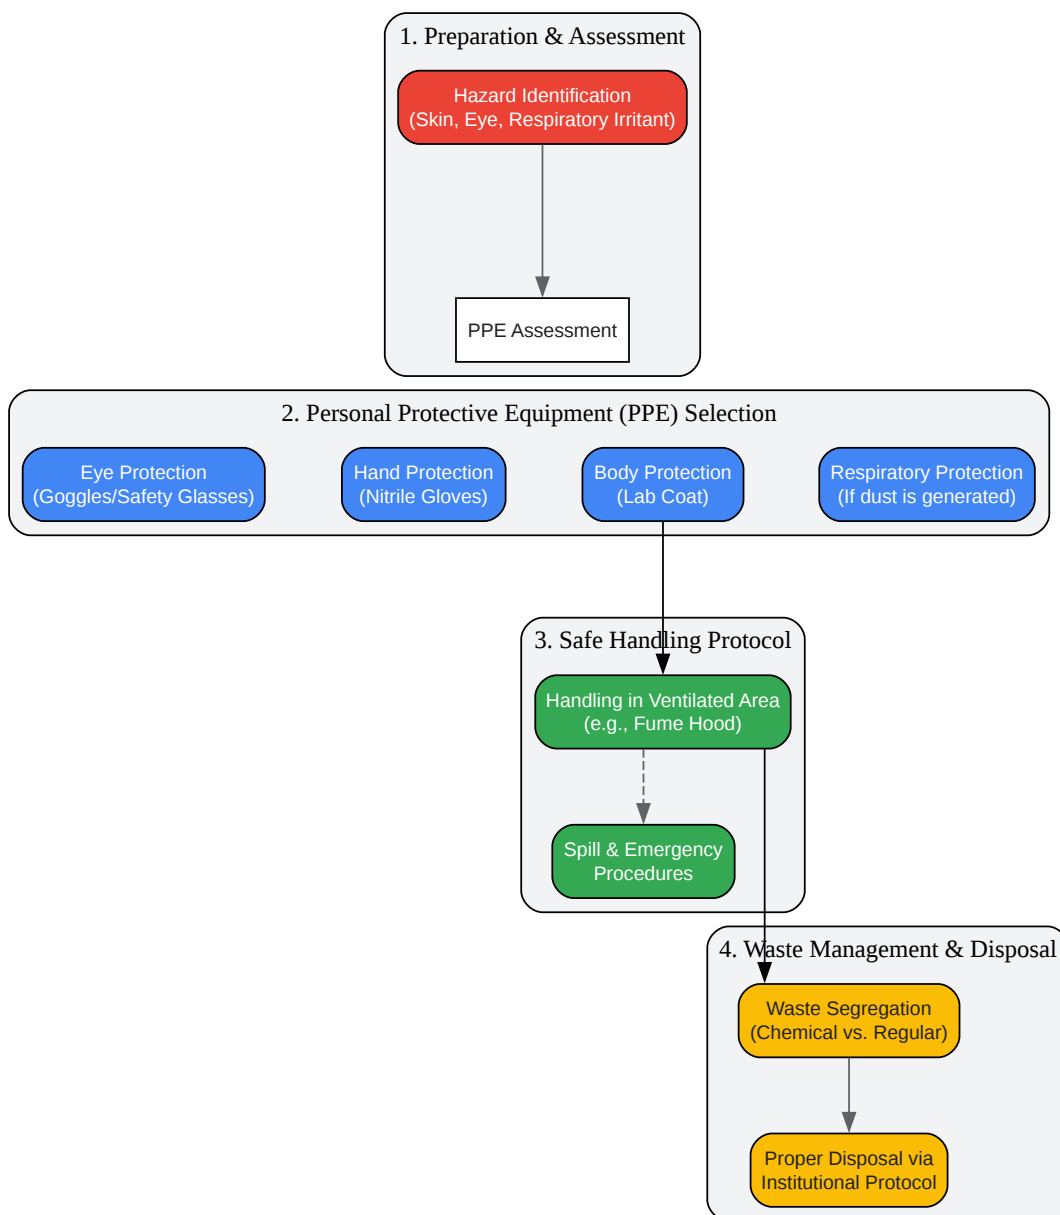 1. Preparation & Assessment
Hazard Identification
(Skin, Eye, Respiratory Irritant)
PPE Assessment
2. Personal Protective Equipment (PPE) Selection
Eye Protection
(Goggles/Safety Glasses)
Hand Protection
(Nitrile Gloves)
Body Protection
(Lab Coat)
Respiratory Protection
(If dust is generated)
3. Safe Handling Protocol
Handling in Ventilated Area
(e.g., Fume Hood)
Spill & Emergency
Procedures
4. Waste Management & Disposal
Waste Segregation
(Chemical vs. Regular)
Proper Disposal via
Institutional Protocol